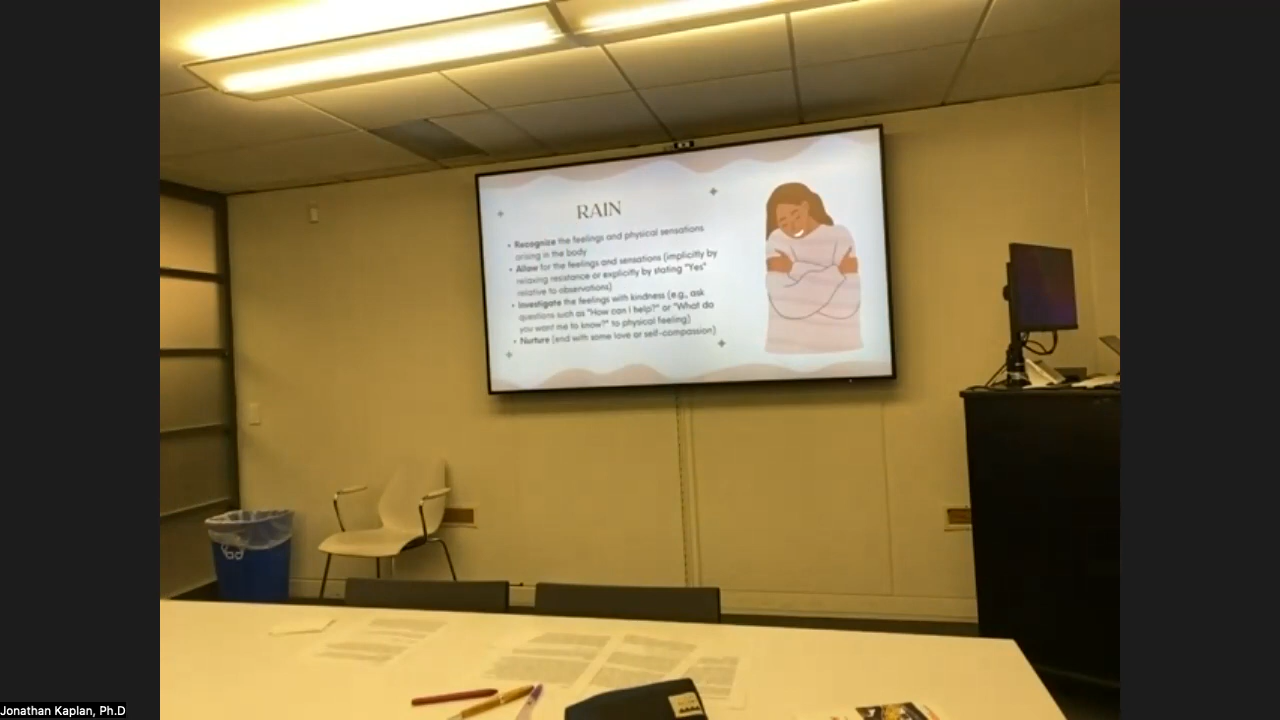 RAIN
• Recognize the feelings and physical sensations
arising in the body
• Allow for the feelings and sensations (implicitly by
relaxing resistance or explicitly by stating "Yes"
relative to observations)
• Investigate the feelings with kindness (e.g., ask
questions such as "How can I help?" or "What do
you want me to know?" to physical feeling)
• Nurture (end with some love or self-compassion)
Jonathan Kaplan, Ph.D